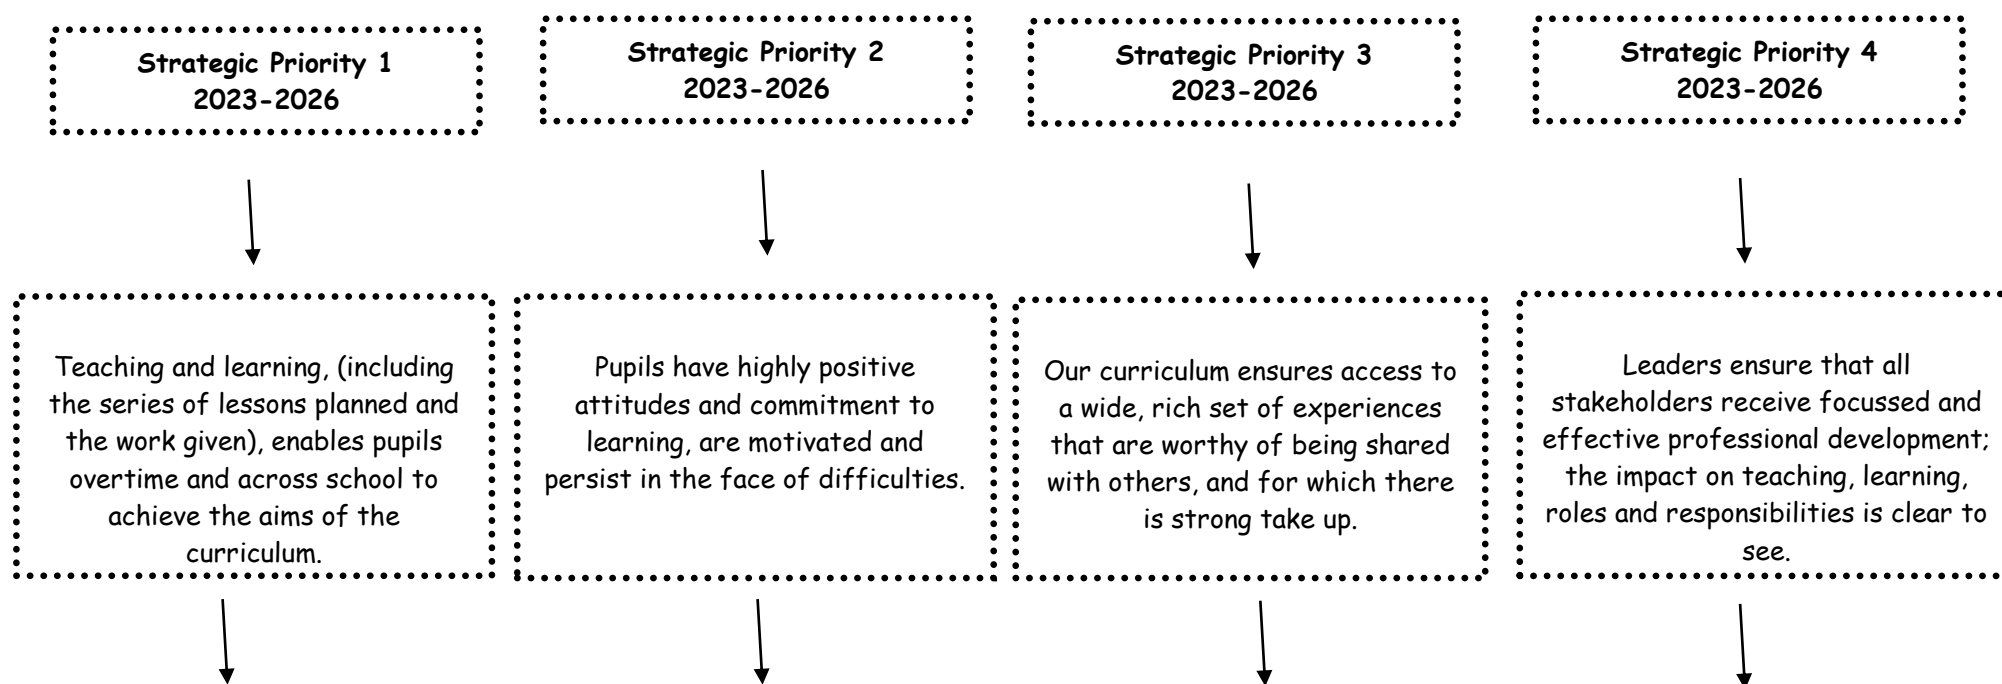 Strategic Priority 1
2023-2026
Strategic Priority 2
2023-2026
Strategic Priority 3
2023-2026
Strategic Priority 4
2023-2026
Teaching and learning, (including
the series of lessons planned and
the work given), enables pupils
overtime and across school to
achieve the aims of the
curriculum.
Pupils have highly positive
attitudes and commitment to
learning, are motivated and
persist in the face of difficulties.
Our curriculum ensures access to
a wide, rich set of experiences
that are worthy of being shared
with others, and for which there
is strong take up.
Leaders ensure that all
stakeholders receive focussed and
effective professional development;
the impact on teaching, learning,
roles and responsibilities is clear to
see.